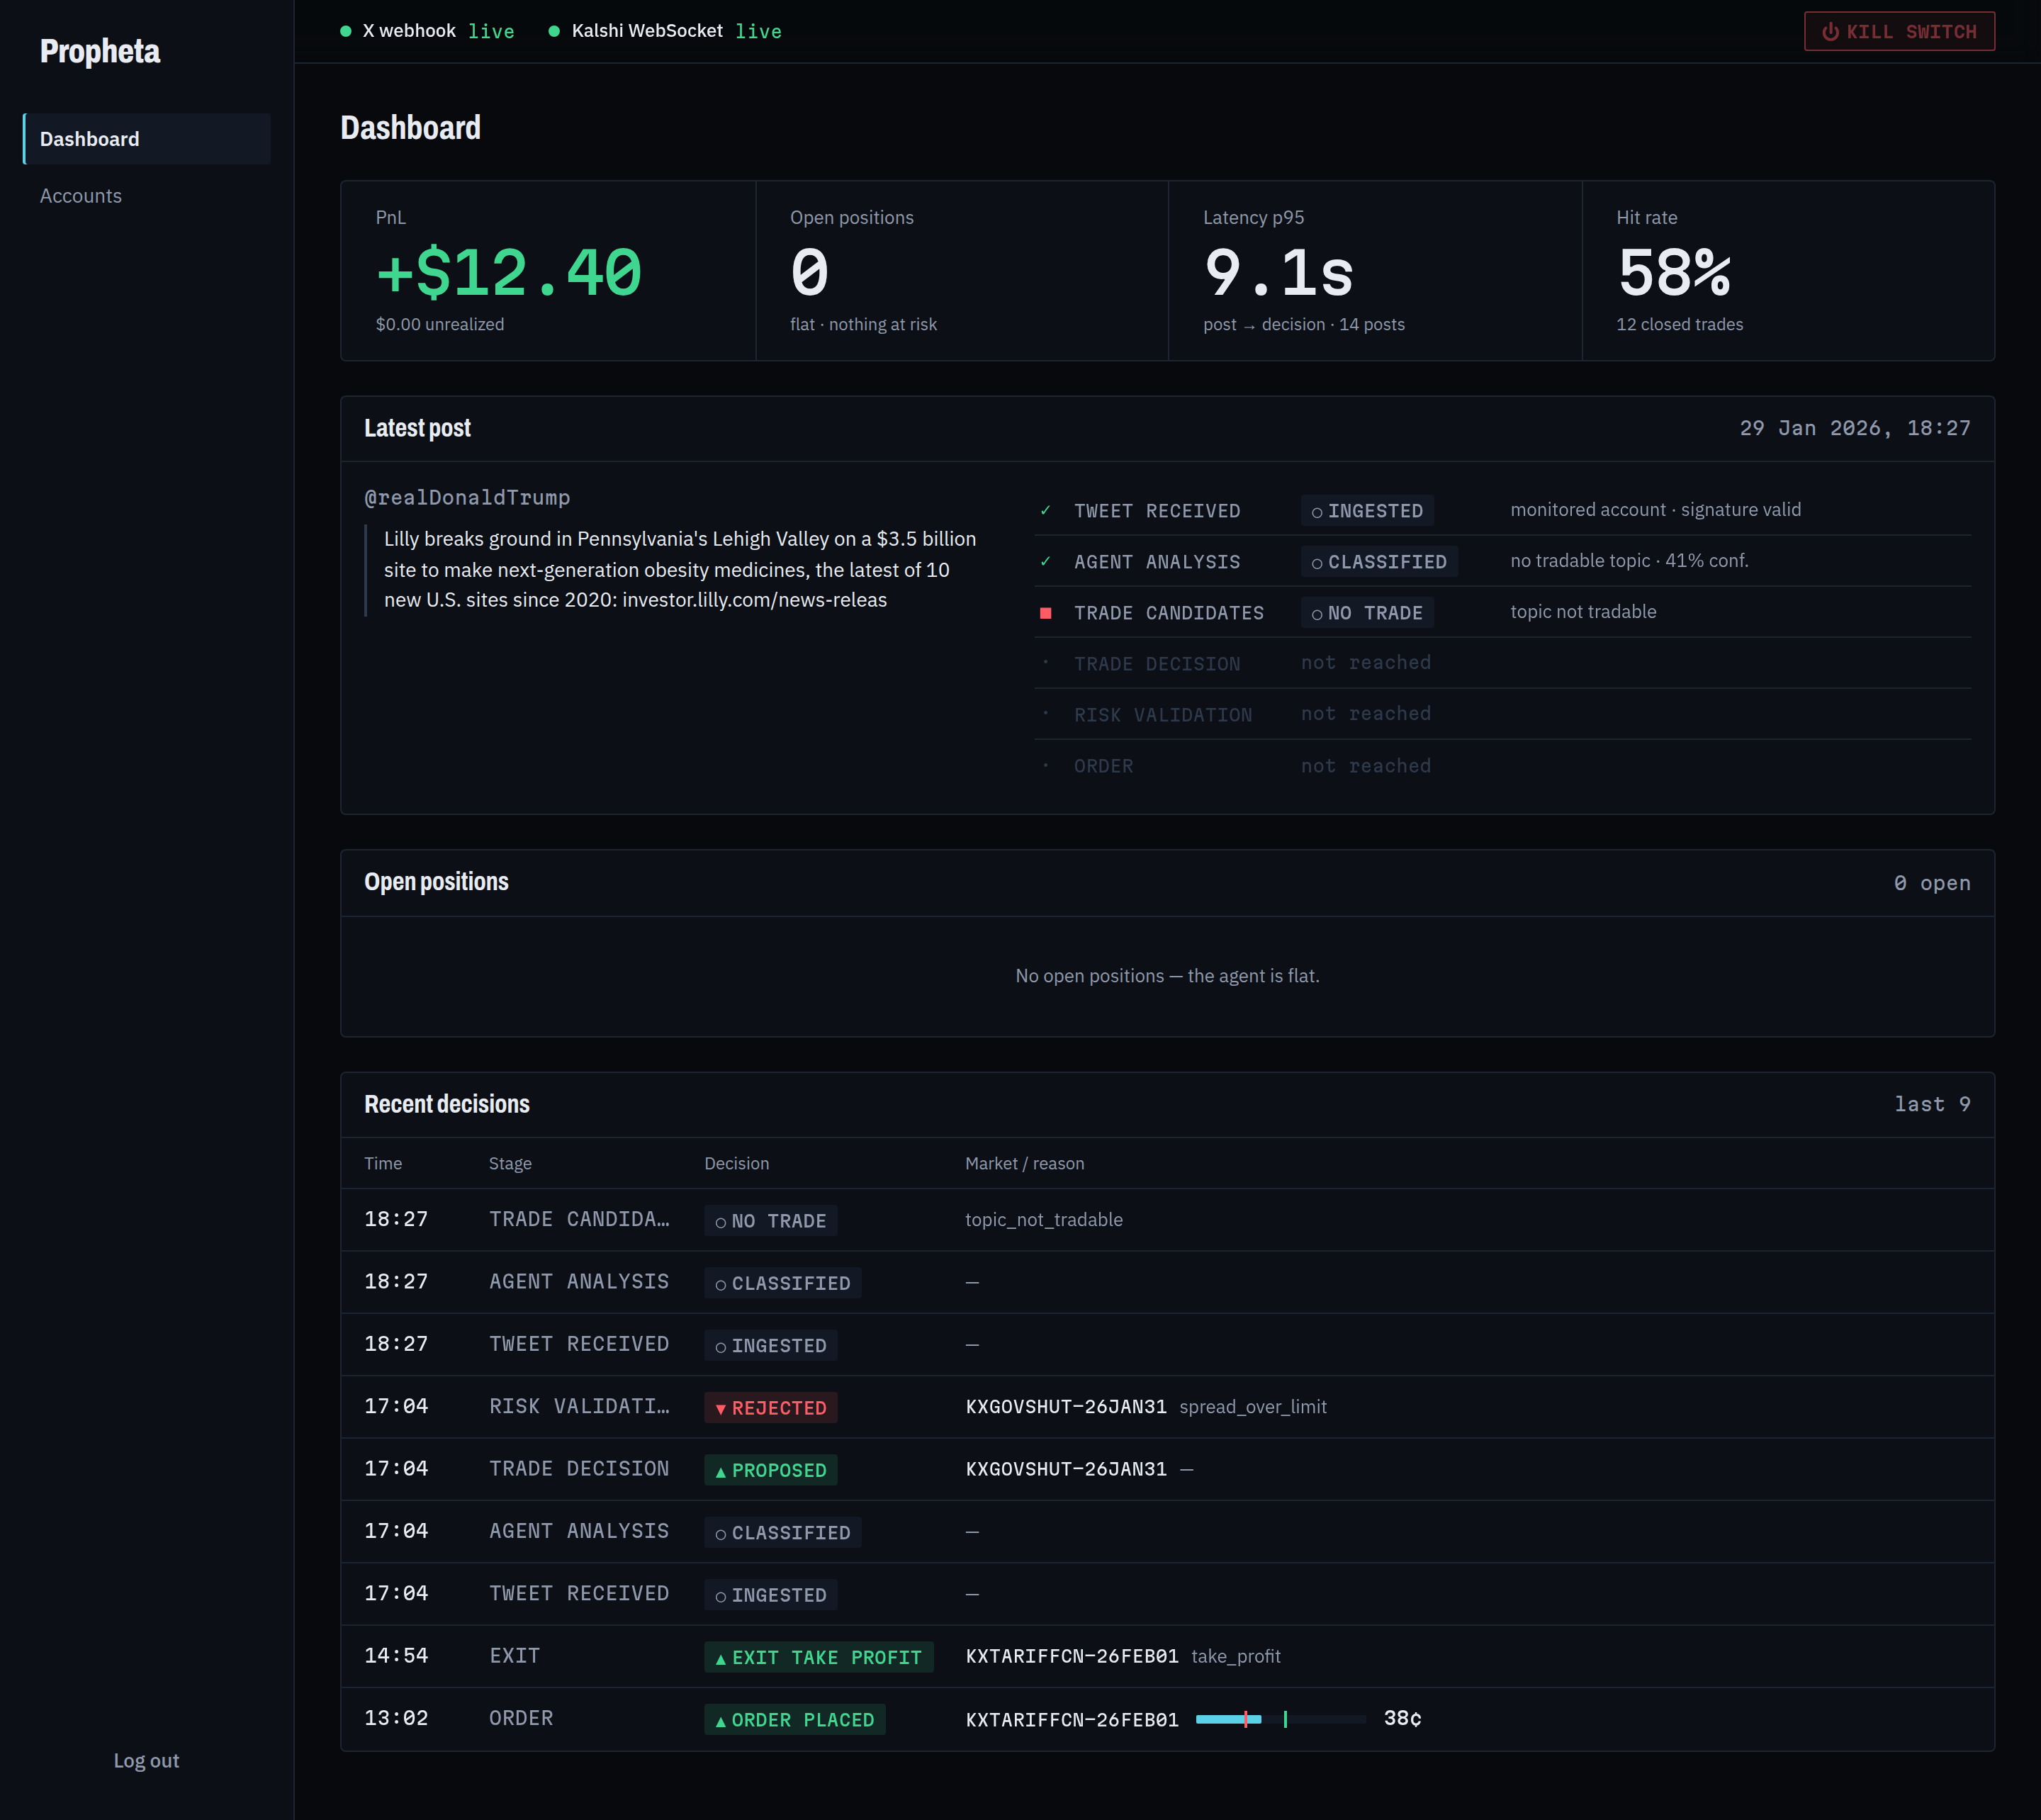 Propheta
Dashboard
Accounts
Log out
X webhook live
Kalshi WebSocket live
KILL SWITCH
Dashboard
PnL
+$12.40
$0.00 unrealized
Open positions
0
flat · nothing at risk
Latency p95
9.1s
post → decision · 14 posts
Hit rate
58%
12 closed trades
Latest post
29 Jan 2026, 18:27
@realDonaldTrump
Lilly breaks ground in Pennsylvania's Lehigh Valley on a $3.5 billion
site to make next-generation obesity medicines, the latest of 10
new U.S. sites since 2020: investor.lilly.com/news-releas
✓ TWEET RECEIVED ○ INGESTED monitored account · signature valid
✓ AGENT ANALYSIS ○ CLASSIFIED no tradable topic · 41% conf.
■ TRADE CANDIDATES ○ NO TRADE topic not tradable
· TRADE DECISION not reached
· RISK VALIDATION not reached
· ORDER not reached
Open positions
0 open
No open positions — the agent is flat.
Recent decisions
last 9
Time Stage Decision Market / reason
18:27 TRADE CANDIDA… ○ NO TRADE topic_not_tradable
18:27 AGENT ANALYSIS ○ CLASSIFIED —
18:27 TWEET RECEIVED ○ INGESTED —
17:04 RISK VALIDATI… ▼ REJECTED KXGOVSHUT-26JAN31 spread_over_limit
17:04 TRADE DECISION ▲ PROPOSED KXGOVSHUT-26JAN31 —
17:04 AGENT ANALYSIS ○ CLASSIFIED —
17:04 TWEET RECEIVED ○ INGESTED —
14:54 EXIT ▲ EXIT TAKE PROFIT KXTARIFFCN-26FEB01 take_profit
13:02 ORDER ▲ ORDER PLACED KXTARIFFCN-26FEB01 38¢